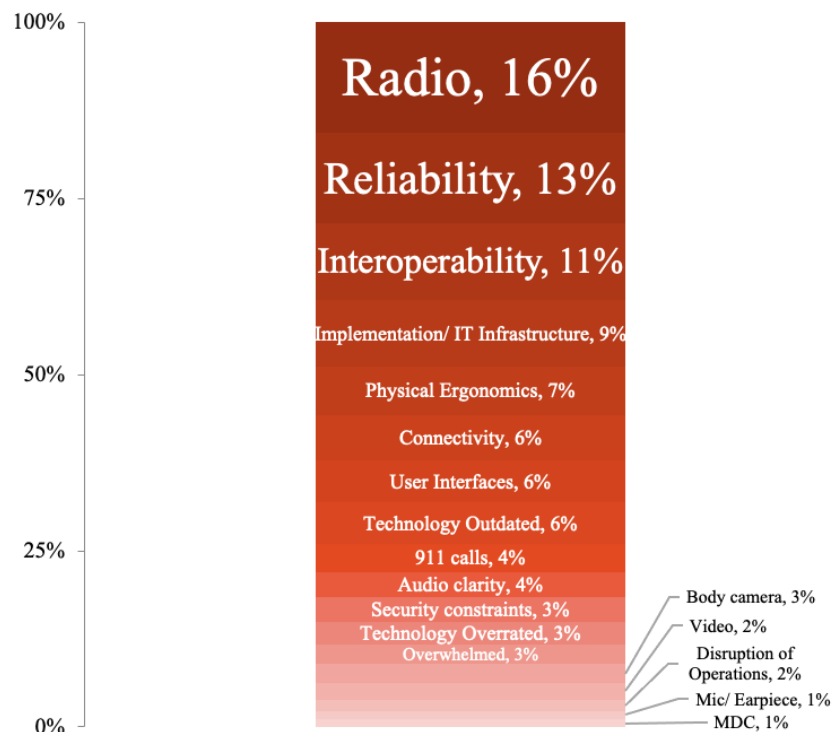 100%
Radio, 16%
Reliability, 13%
75%
Interoperability, 11%
Implementation/ IT Infrastructure, 9%
50%
Physical Ergonomics, 7%
Connectivity, 6%
User Interfaces, 6%
Technology Outdated, 6%
25%
911 calls, 4%
Audio clarity, 4%
Security constraints, 3%
Technology Overrated, 3%
Overwhelmed, 3%
Body camera, 3%
Video, 2%
Disruption of
Operations, 2%
Mic/ Earpiece, 1%
MDC, 1%
0%